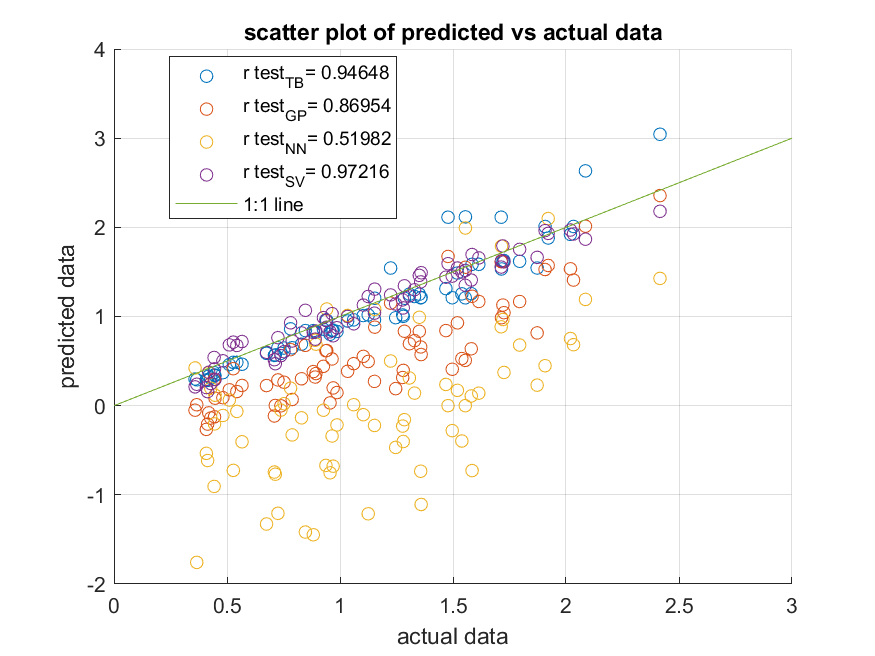 scatter plot of predicted vs actual data
r test_TB= 0.94648
r test_GP= 0.86954
r test_NN= 0.51982
r test_SV= 0.97216
1:1 line
4
3
2
1
0
-1
-2
predicted data
0 0.5 1 1.5 2 2.5 3
actual data